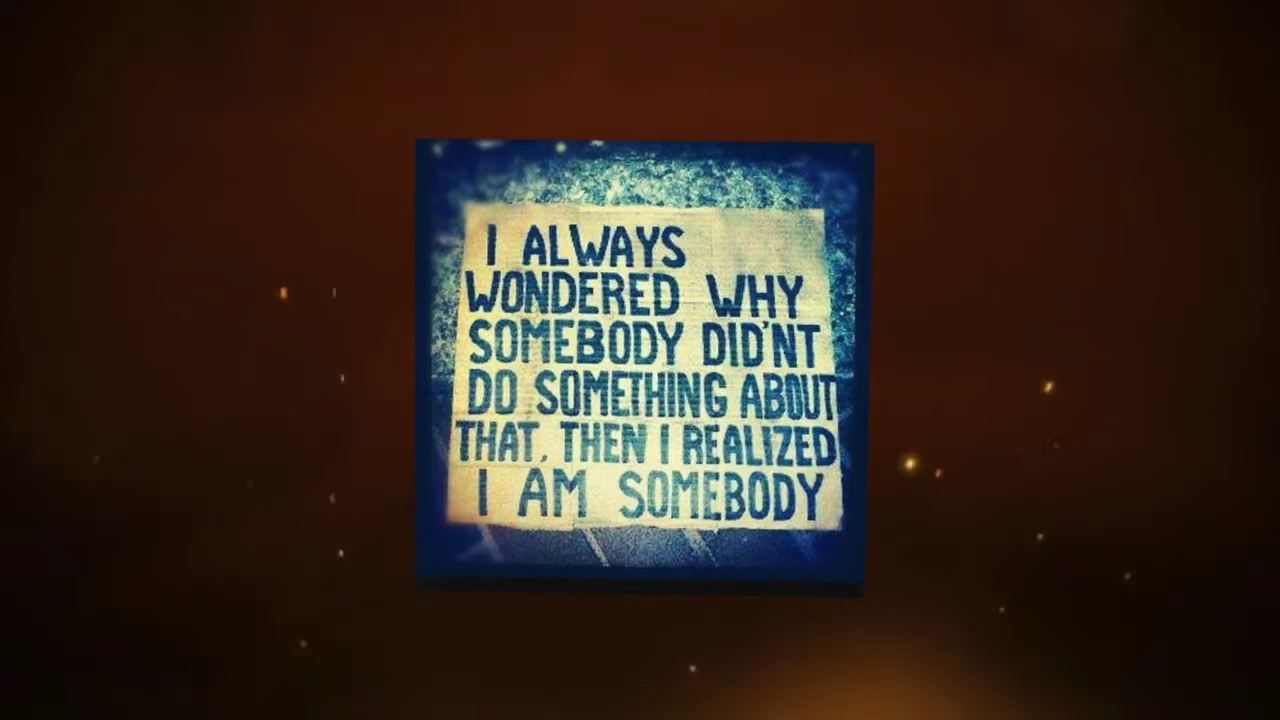 I ALWAYS
WONDERED WHY
SOMEBODY DID'NT
DO SOMETHING ABOUT
THAT, THEN I REALIZED
I AM SOMEBODY